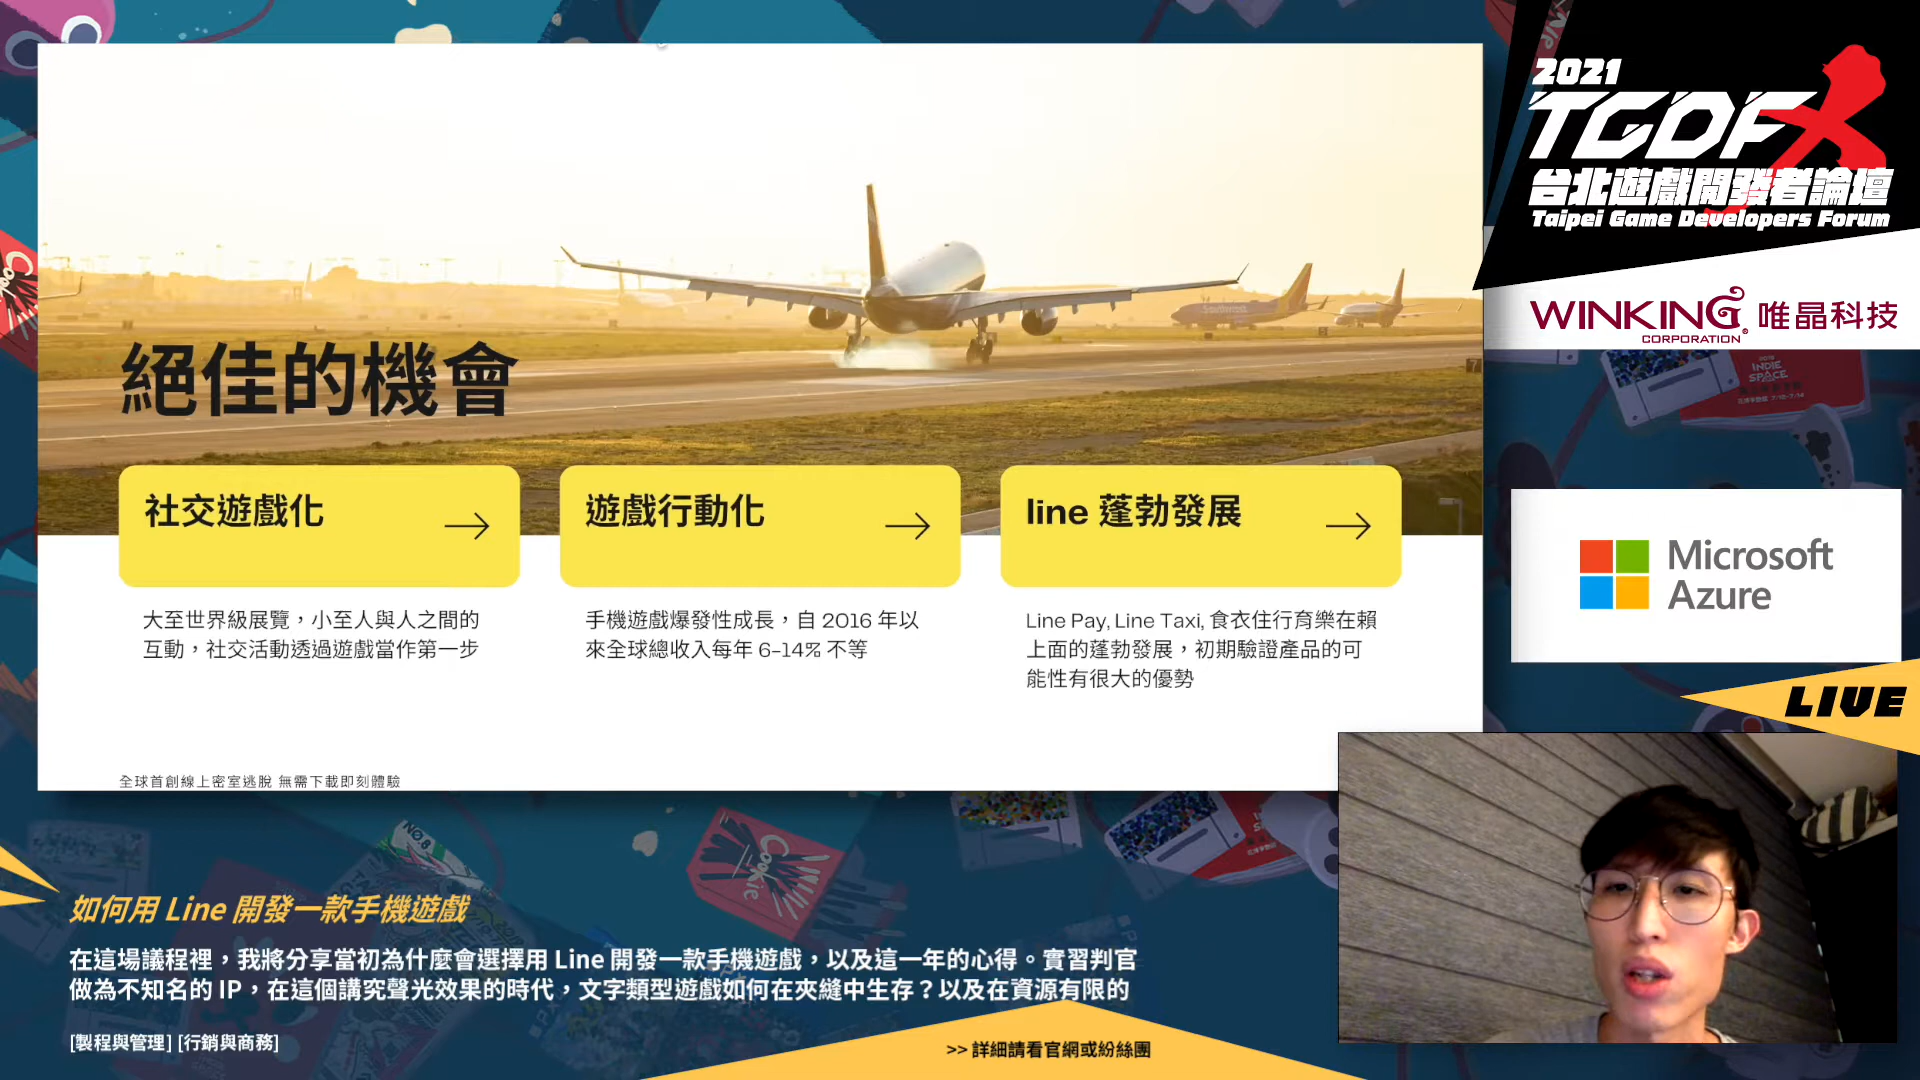 絕佳的機會
社交遊戲化
大至世界級展覽，小至人與人之間的
互動，社交活動透過遊戲當作第一步
遊戲行動化
手機遊戲爆發性成長，自 2016 年以
來全球總收入每年 6-14% 不等
line 蓬勃發展
Line Pay, Line Taxi, 食衣住行育樂在賴
上面的蓬勃發展，初期驗證產品的可
能性有很大的優勢
全球首創線上密室逃脫 無需下載即刻體驗
2021
TGDF
台北遊戲開發者論壇
Taipei Game Developers Forum
WINKING 唯晶科技
CORPORATION
INDIE
SPACE
Microsoft
Azure
LIVE
Southwest
7
Cookie
NO.8
Cookie
如何用 Line 開發一款手機遊戲
在這場議程裡，我將分享當初為什麼會選擇用 Line 開發一款手機遊戲，以及這一年的心得。實習判官
做為不知名的 IP，在這個講究聲光效果的時代，文字類型遊戲如何在夾縫中生存？以及在資源有限的
[製程與管理] [行銷與商務]
>> 詳細請看官網或紛絲團